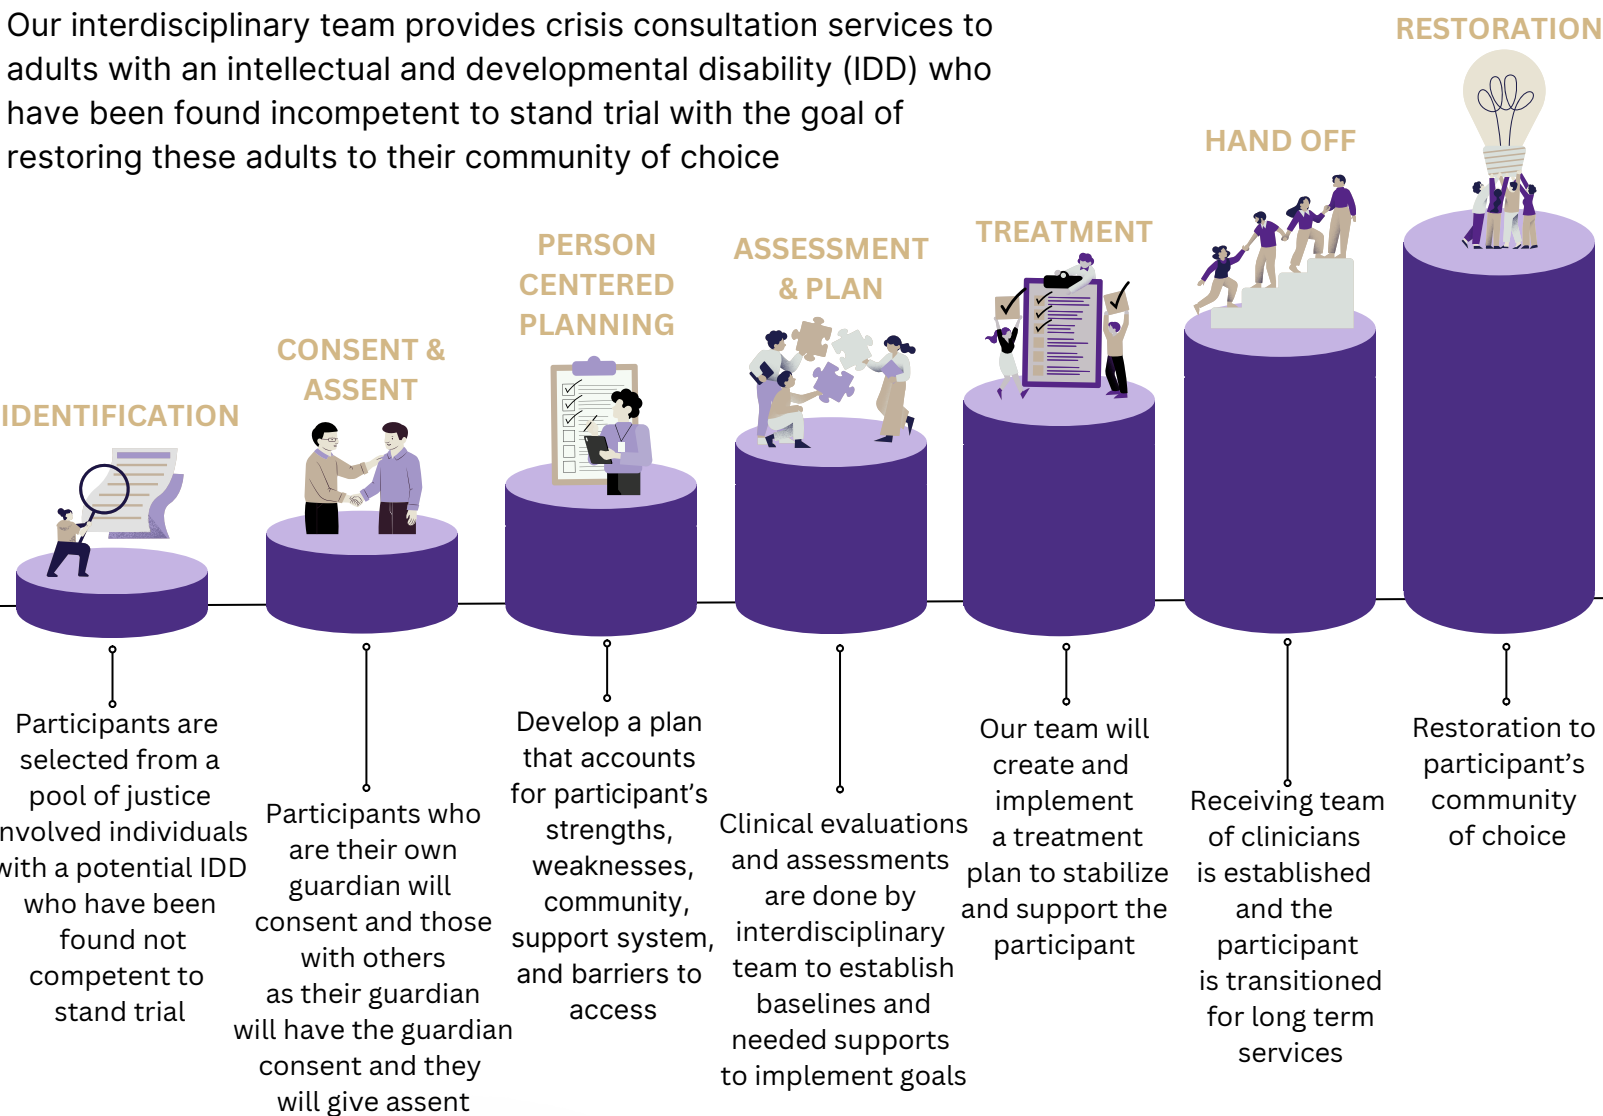 Our interdisciplinary team provides crisis consultation services to
adults with an intellectual and developmental disability (IDD) who
have been found incompetent to stand trial with the goal of
restoring these adults to their community of choice
IDENTIFICATION
Participants are
selected from a
pool of justice
nvolved individuals
with a potential IDD
who have been
found not
competent to
stand trial
CONSENT &
ASSENT
Participants who
are their own
guardian will
consent and those
with others
as their guardian
will have the guardian
consent and they
will give assent
PERSON
CENTERED
PLANNING
Develop a plan
that accounts
for participant’s
strengths,
weaknesses,
community,
support system,
and barriers to
access
ASSESSMENT
& PLAN
Clinical evaluations
and assessments
are done by
interdisciplinary
team to establish
baselines and
needed supports
to implement goals
TREATMENT
Our team will
create and
implement
a treatment
plan to stabilize
and support the
participant
HAND OFF
Receiving team
of clinicians
is established
and the
participant
is transitioned
for long term
services
RESTORATION
Restoration to
participant’s
community
of choice